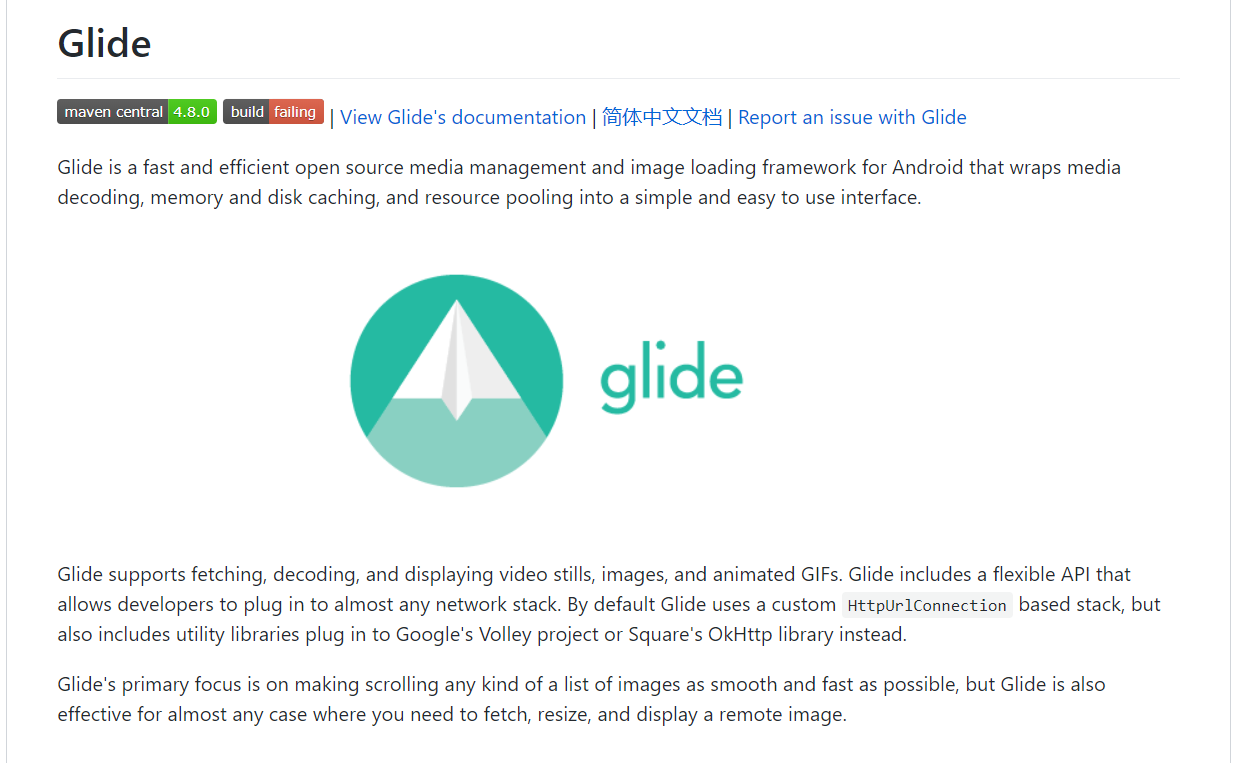 Glide
maven central 4.8.0 build failing | View Glide's documentation | 简体中文文档 | Report an issue with Glide
Glide is a fast and efficient open source media management and image loading framework for Android that wraps media
decoding, memory and disk caching, and resource pooling into a simple and easy to use interface.
glide
Glide supports fetching, decoding, and displaying video stills, images, and animated GIFs. Glide includes a flexible API that
allows developers to plug in to almost any network stack. By default Glide uses a custom HttpUrlConnection based stack, but
also includes utility libraries plug in to Google's Volley project or Square's OkHttp library instead.
Glide's primary focus is on making scrolling any kind of a list of images as smooth and fast as possible, but Glide is also
effective for almost any case where you need to fetch, resize, and display a remote image.